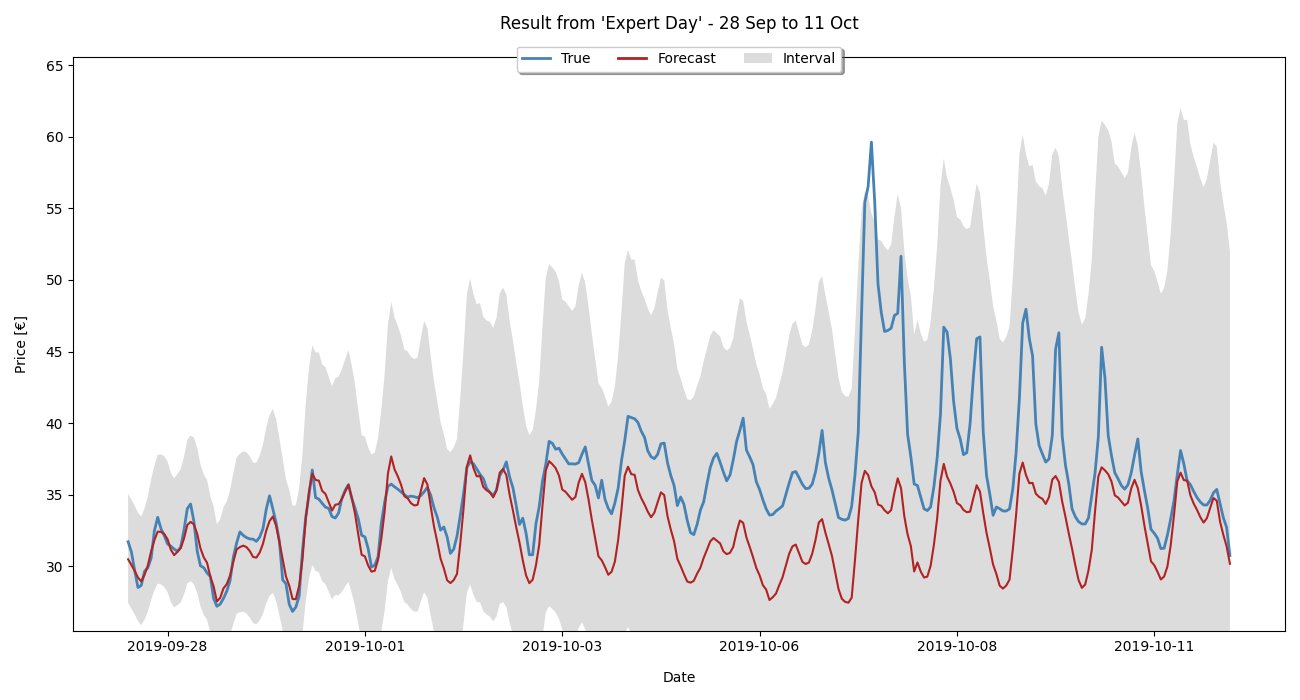 Result from 'Expert Day' - 28 Sep to 11 Oct
True Forecast Interval
65
60
55
50
45
40
35
30
Price [€]
2019-09-28 2019-10-01 2019-10-03 2019-10-06 2019-10-08 2019-10-11
Date